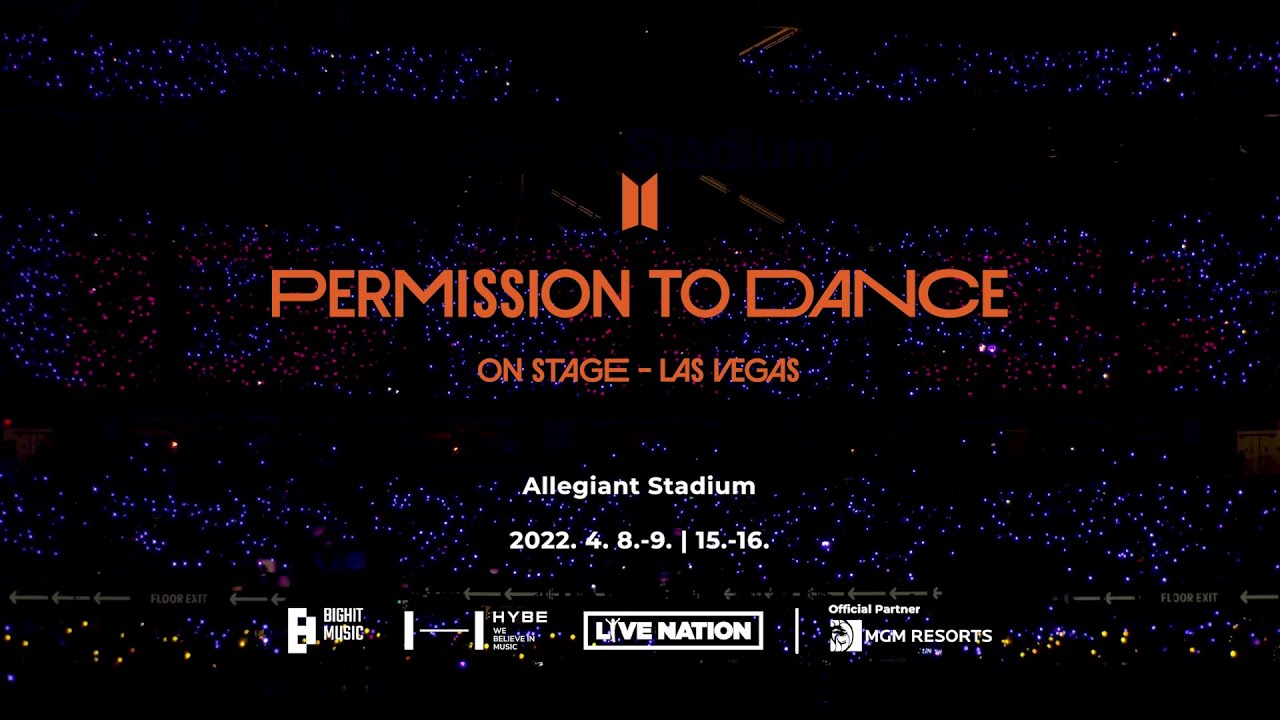 Stadium
PERMISSION TO DANCE
ON STAGE - LAS VEGAS
Allegiant Stadium
2022. 4. 8.-9. | 15.-16.
FLOOR EXIT
FLOOR EXIT
BIGHIT
MUSIC
HYBE
WE
BELIEVE IN
MUSIC
LIVE NATION
Official Partner
MGM RESORTS